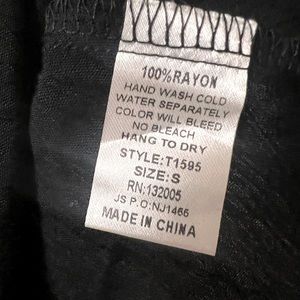 100%RAYON
HAND WASH COLD
WATER SEPARATELY
COLOR WILL BLEED
NO BLEACH
HANG TO DRY
STYLE:T1595
SIZE:S
RN:132005
JS P.O:NJ1466
MADE IN CHINA